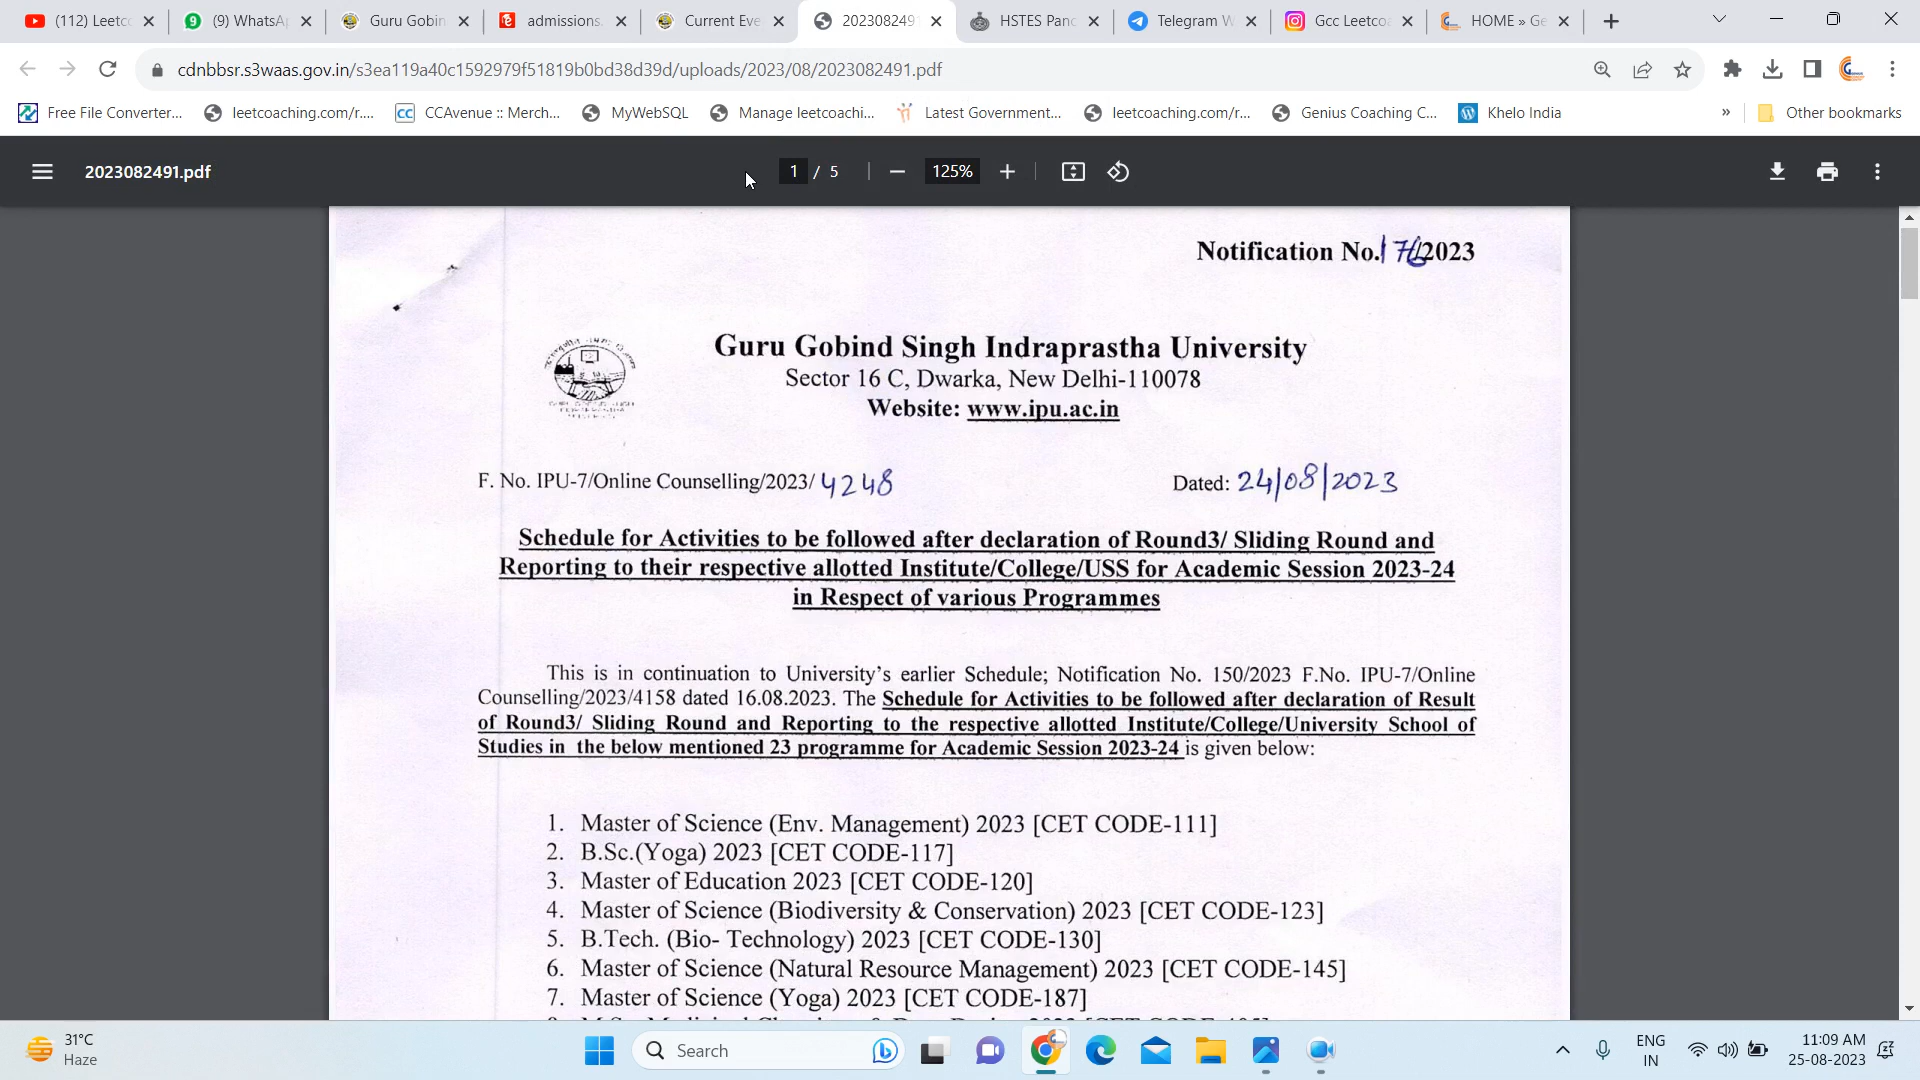 (112) Leetc
(9) WhatsA
Guru Gobin
admissions.
Current Eve
2023082491
HSTES Panc
Telegram W
Gcc Leetco
HOME » Ge
cdnbbsr.s3waas.gov.in/s3ea119a40c1592979f51819b0bd38d39d/uploads/2023/08/2023082491.pdf
Free File Converter...
leetcoaching.com/r....
CCAvenue :: Merch...
MyWebSQL
Manage leetcoachi...
Latest Government...
leetcoaching.com/r...
Genius Coaching C...
Khelo India
»
Other bookmarks
2023082491.pdf
1 / 5
125%
Notification No.176/2023
Guru Gobind Singh Indraprastha University
Sector 16 C, Dwarka, New Delhi-110078
Website: www.ipu.ac.in
F. No. IPU-7/Online Counselling/2023/ 4248
Dated: 24/08/2023
Schedule for Activities to be followed after declaration of Round3/ Sliding Round and
Reporting to their respective allotted Institute/College/USS for Academic Session 2023-24
in Respect of various Programmes
This is in continuation to University's earlier Schedule; Notification No. 150/2023 F.No. IPU-7/Online
Counselling/2023/4158 dated 16.08.2023. The Schedule for Activities to be followed after declaration of Result
of Round3/ Sliding Round and Reporting to the respective allotted Institute/College/University School of
Studies in the below mentioned 23 programme for Academic Session 2023-24 is given below:
1. Master of Science (Env. Management) 2023 [CET CODE-111]
2. B.Sc.(Yoga) 2023 [CET CODE-117]
3. Master of Education 2023 [CET CODE-120]
4. Master of Science (Biodiversity & Conservation) 2023 [CET CODE-123]
5. B.Tech. (Bio- Technology) 2023 [CET CODE-130]
6. Master of Science (Natural Resource Management) 2023 [CET CODE-145]
7. Master of Science (Yoga) 2023 [CET CODE-187]
31°C
Haze
Search
ENG
IN
11:09 AM
25-08-2023